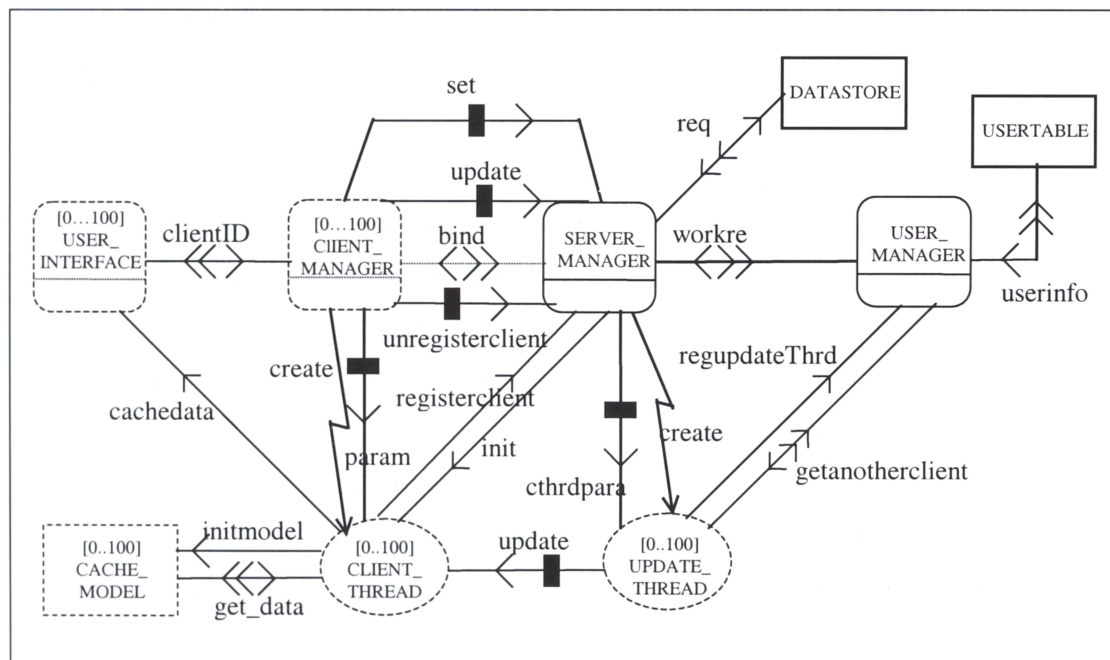 set
DATASTORE
req
USERTABLE
update
[0...100]
USER_
INTERFACE
clientID
[0...100]
ClIENT_
MANAGER
bind
SERVER_
MANAGER
workre
USER_
MANAGER
userinfo
unregisterclient
create
regupdateThrd
cachedata
registerclient
create
param
init
getanotherclient
cthrdpara
initmodel
update
[0..100]
CACHE_
MODEL
[0..100]
CLIENT_
THREAD
[0..100]
UPDATE_
THREAD
get_data